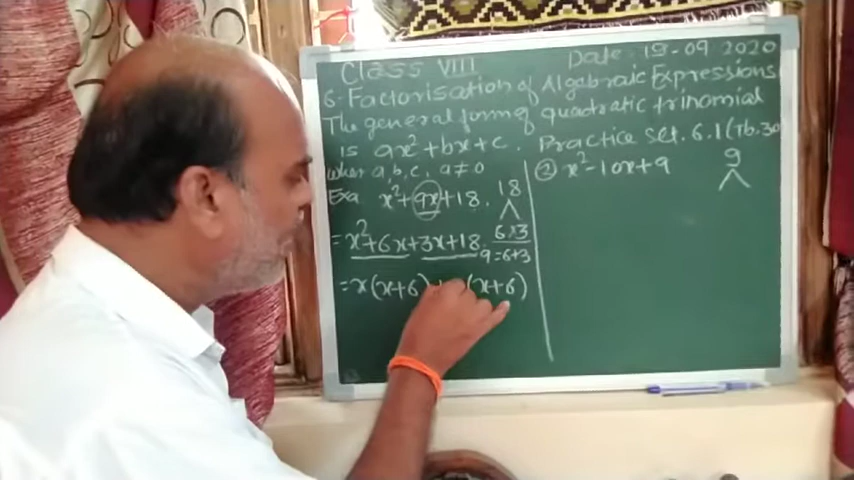 Class VIII Date: 19-09 2020
6. Factorisation of Algebraic Expressions
The general form of quadratic trinomial
is ax²+bx+c. Practice set. 6.1 (Tb.30
when a, b, c, a≠0
② x²-10x+9 9
Exa x²+9x+18. 18
= x²+6x+3x+18. 6×3
9=6+3
= x(x+6) (x+6)